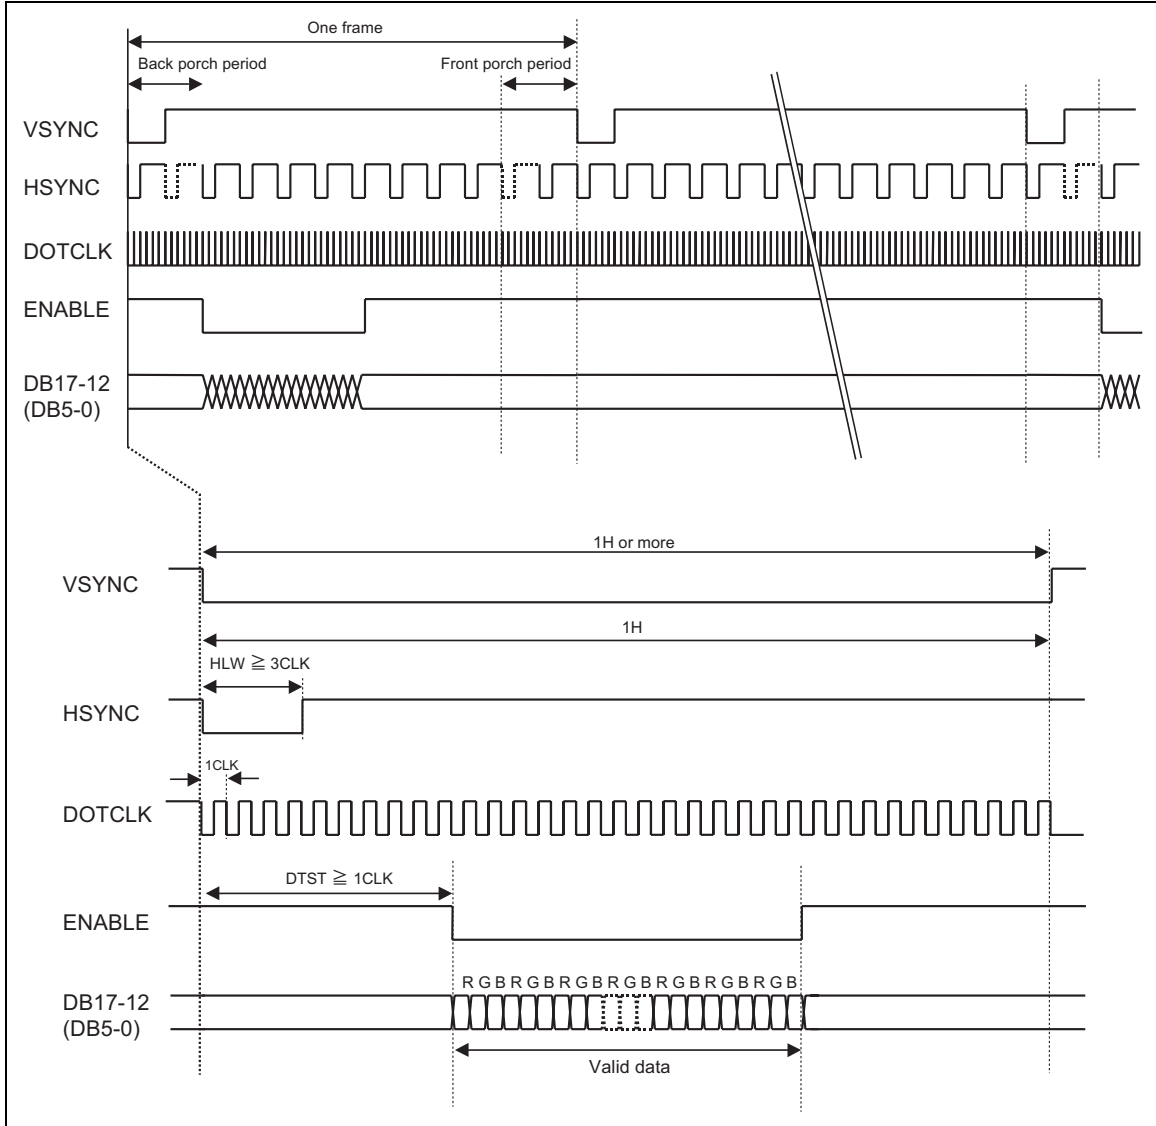 One frame
Back porch period
Front porch period
VSYNC
HSYNC
DOTCLK
ENABLE
DB17-12
(DB5-0)
1H or more
VSYNC
1H
HLW ≧ 3CLK
HSYNC
1CLK
DOTCLK
DTST ≧ 1CLK
ENABLE
R G B R G B R G B R G B R G B R G B R G B
DB17-12
(DB5-0)
Valid data